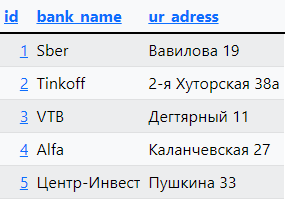 id bank_name ur_adress
1 Sber Вавилова 19
2 Tinkoff 2-я Хуторская 38а
3 VTB Дегтярный 11
4 Alfa Каланчевская 27
5 Центр-Инвест Пушкина 33